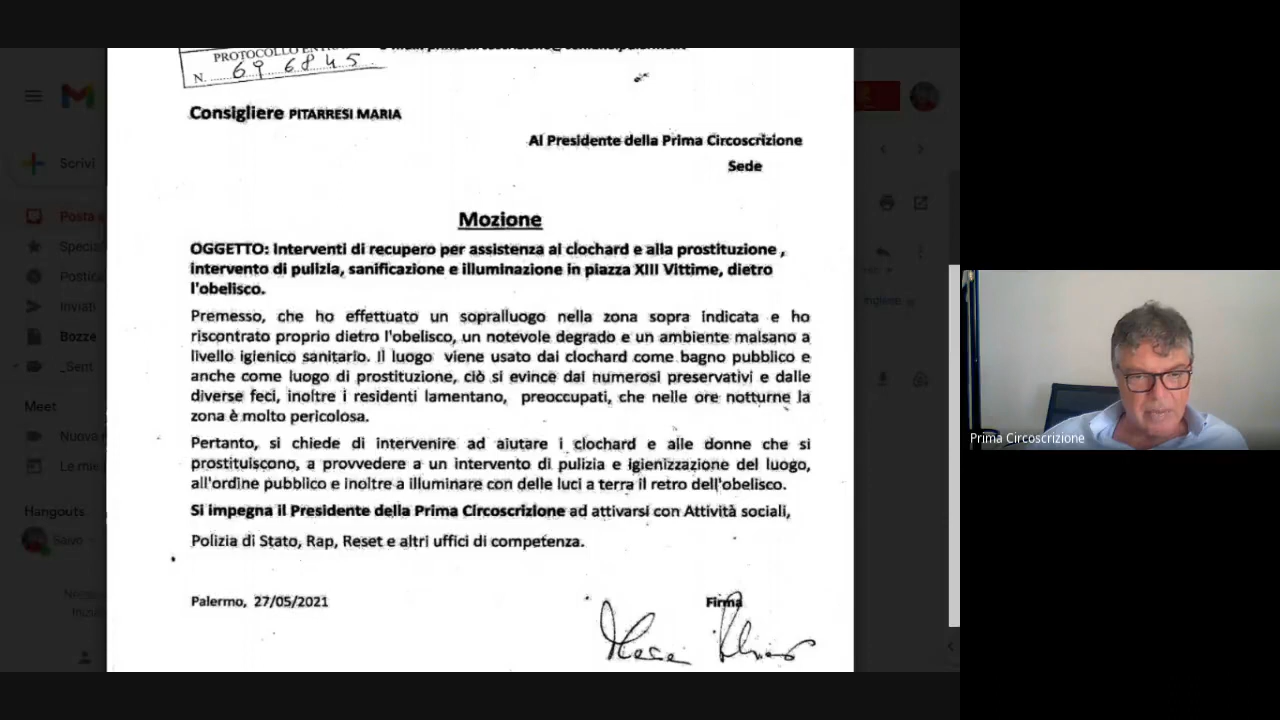 PROTOCOLLO
N. 696845
Consigliere PITARRESI MARIA
Al Presidente della Prima Circoscrizione
Sede
Mozione
OGGETTO: Interventi di recupero per assistenza ai clochard e alla prostituzione ,
intervento di pulizia, sanificazione e illuminazione in piazza XIII Vittime, dietro
l'obelisco.
Premesso, che ho effettuato un sopralluogo nella zona sopra indicata e ho
riscontrato proprio dietro l'obelisco, un notevole degrado e un ambiente malsano a
livello igienico sanitario. Il luogo viene usato dai clochard come bagno pubblico e
anche come luogo di prostituzione, ciò si evince dai numerosi preservativi e dalle
diverse feci, inoltre i residenti lamentano, preoccupati, che nelle ore notturne la
zona è molto pericolosa.
Pertanto, si chiede di intervenire ad aiutare i clochard e alle donne che si
prostituiscono, a provvedere a un intervento di pulizia e igienizzazione del luogo,
all'ordine pubblico e inoltre a illuminare con delle luci a terra il retro dell'obelisco.
Si impegna il Presidente della Prima Circoscrizione ad attivarsi con Attività sociali,
Polizia di Stato, Rap, Reset e altri uffici di competenza.
Palermo, 27/05/2021
Firma
Scrivi
Posta
Speciali
Inviati
Bozze
_Sent
Meet
Nuova
Le mie
Hangouts
Salvo
Prima Circoscrizione